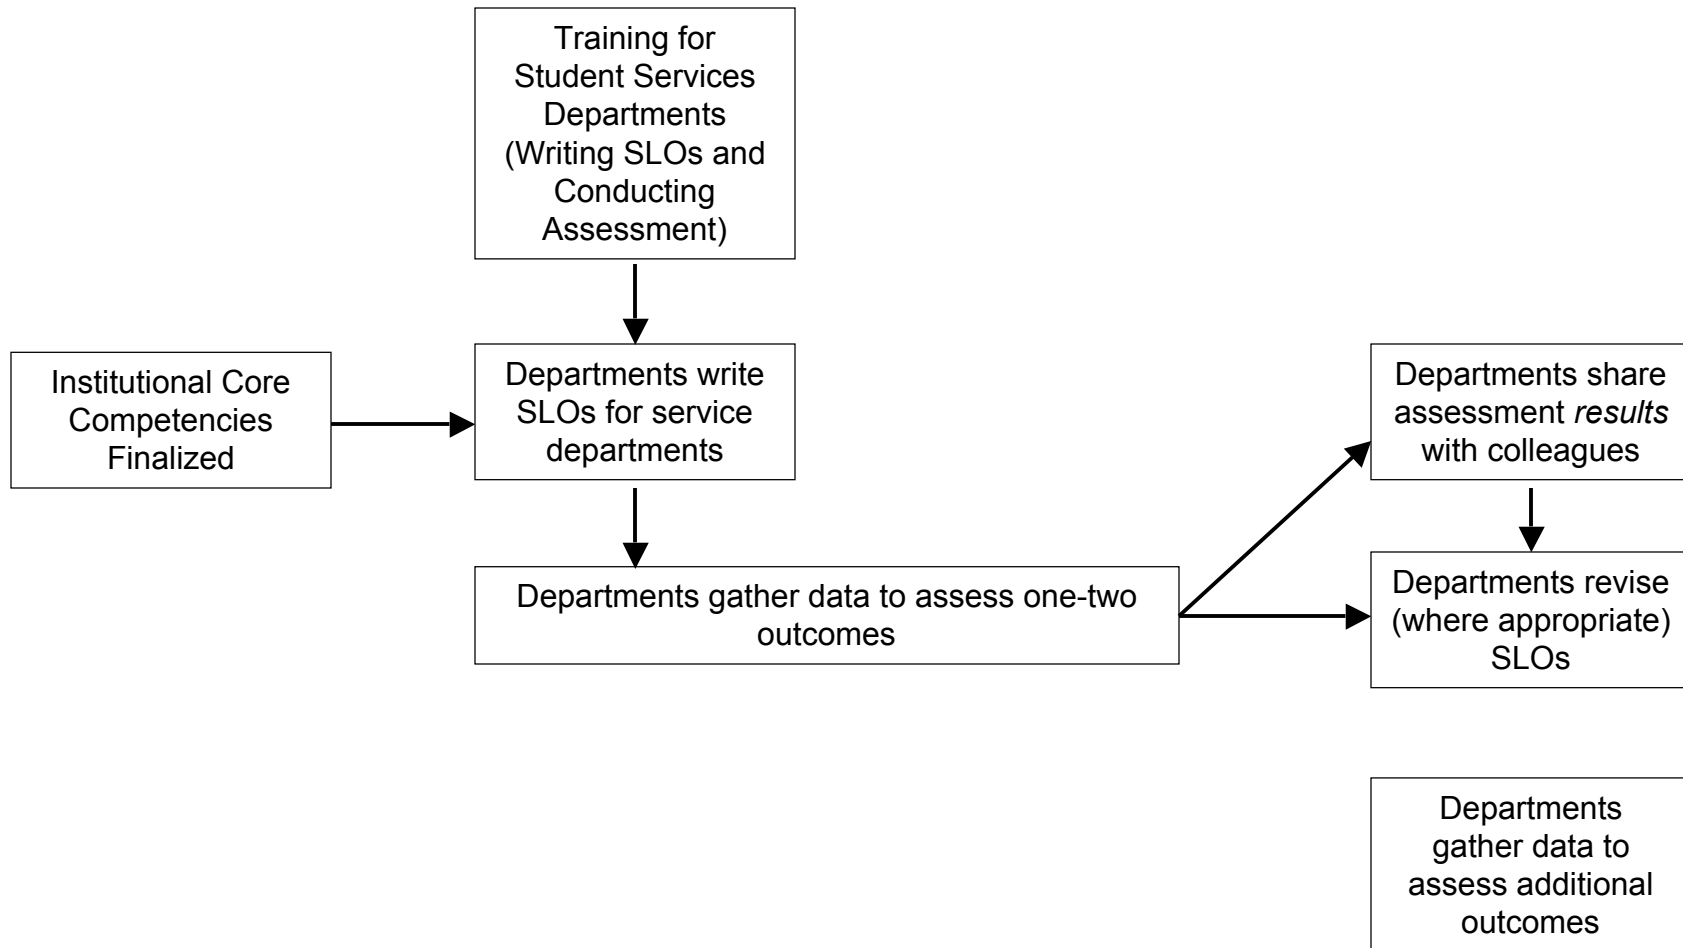 Training for
Student Services
Departments
(Writing SLOs and
Conducting
Assessment)
Institutional Core
Competencies
Finalized
Departments write
SLOs for service
departments
Departments share
assessment results
with colleagues
Departments gather data to assess one-two
outcomes
Departments revise
(where appropriate)
SLOs
Departments
gather data to
assess additional
outcomes